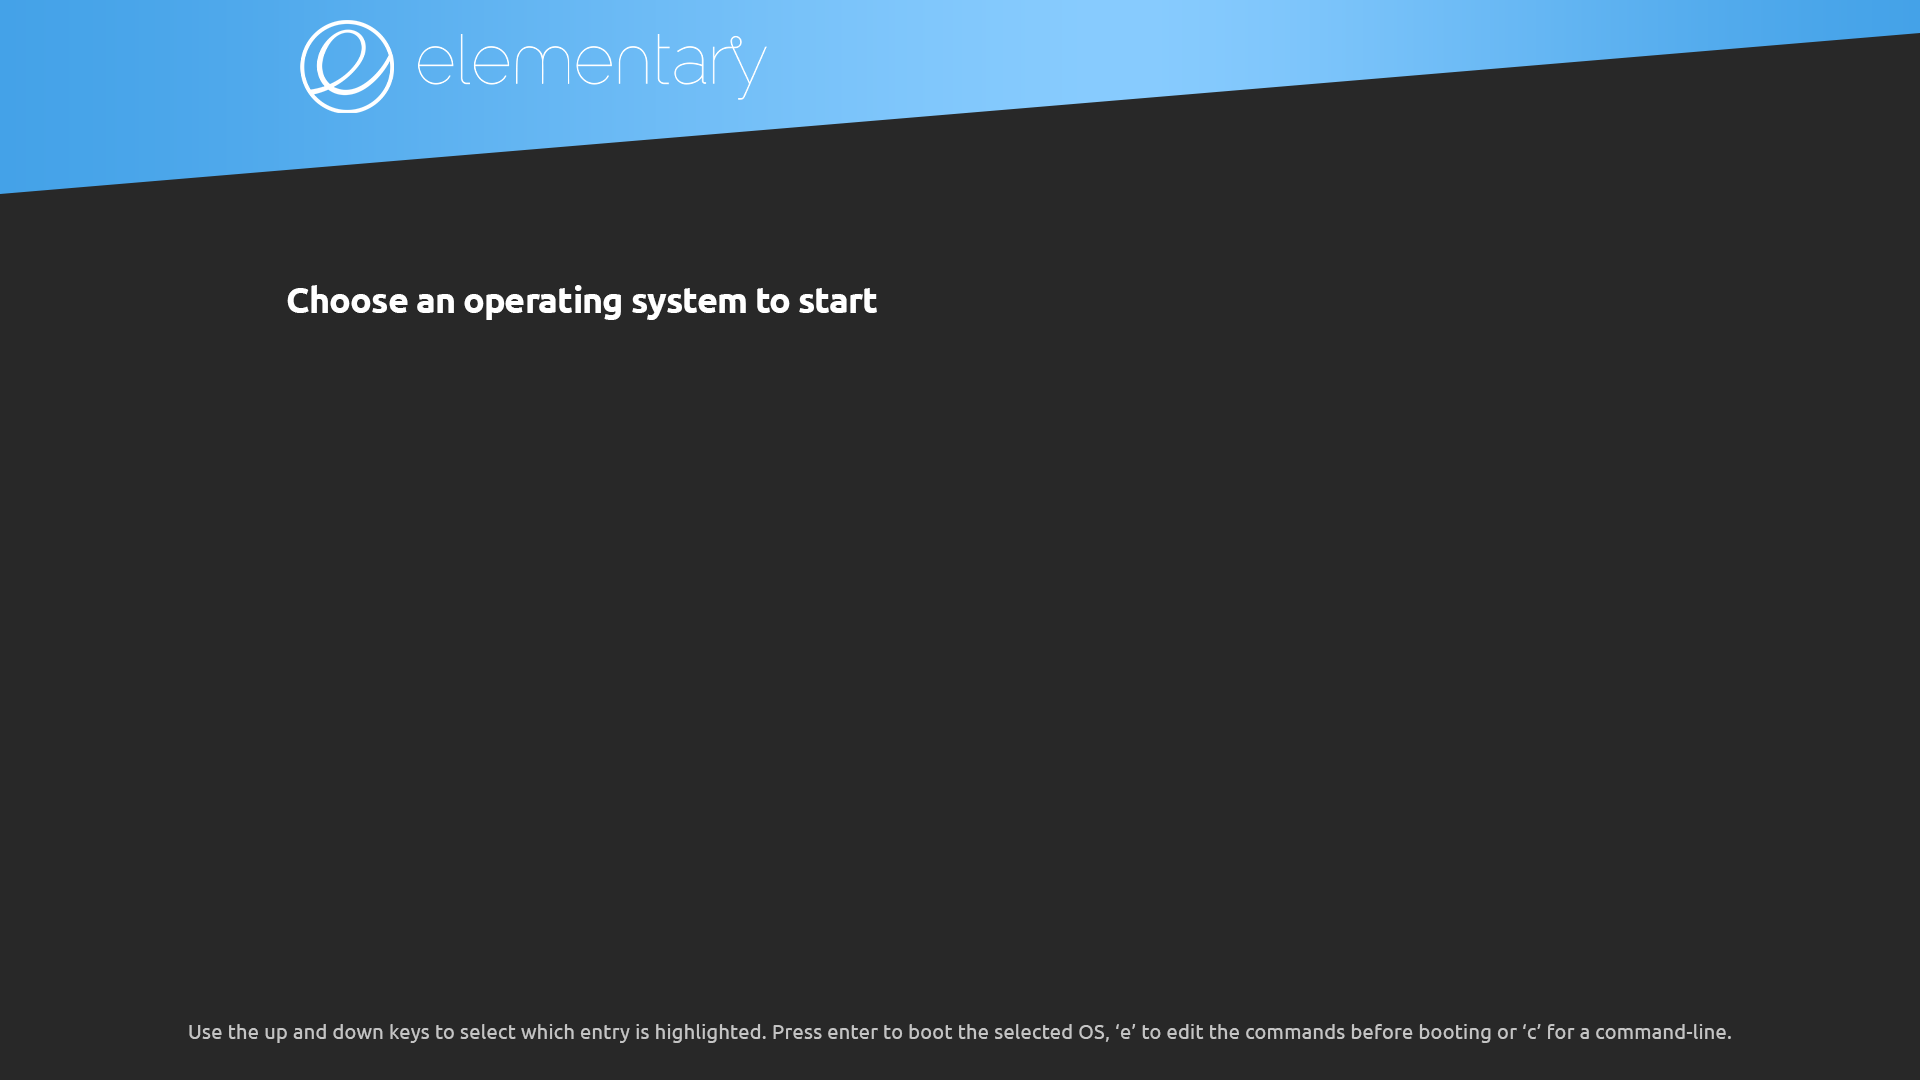 elementary
Choose an operating system to start
Use the up and down keys to select which entry is highlighted. Press enter to boot the selected OS, ‘e’ to edit the commands before booting or ‘c’ for a command-line.